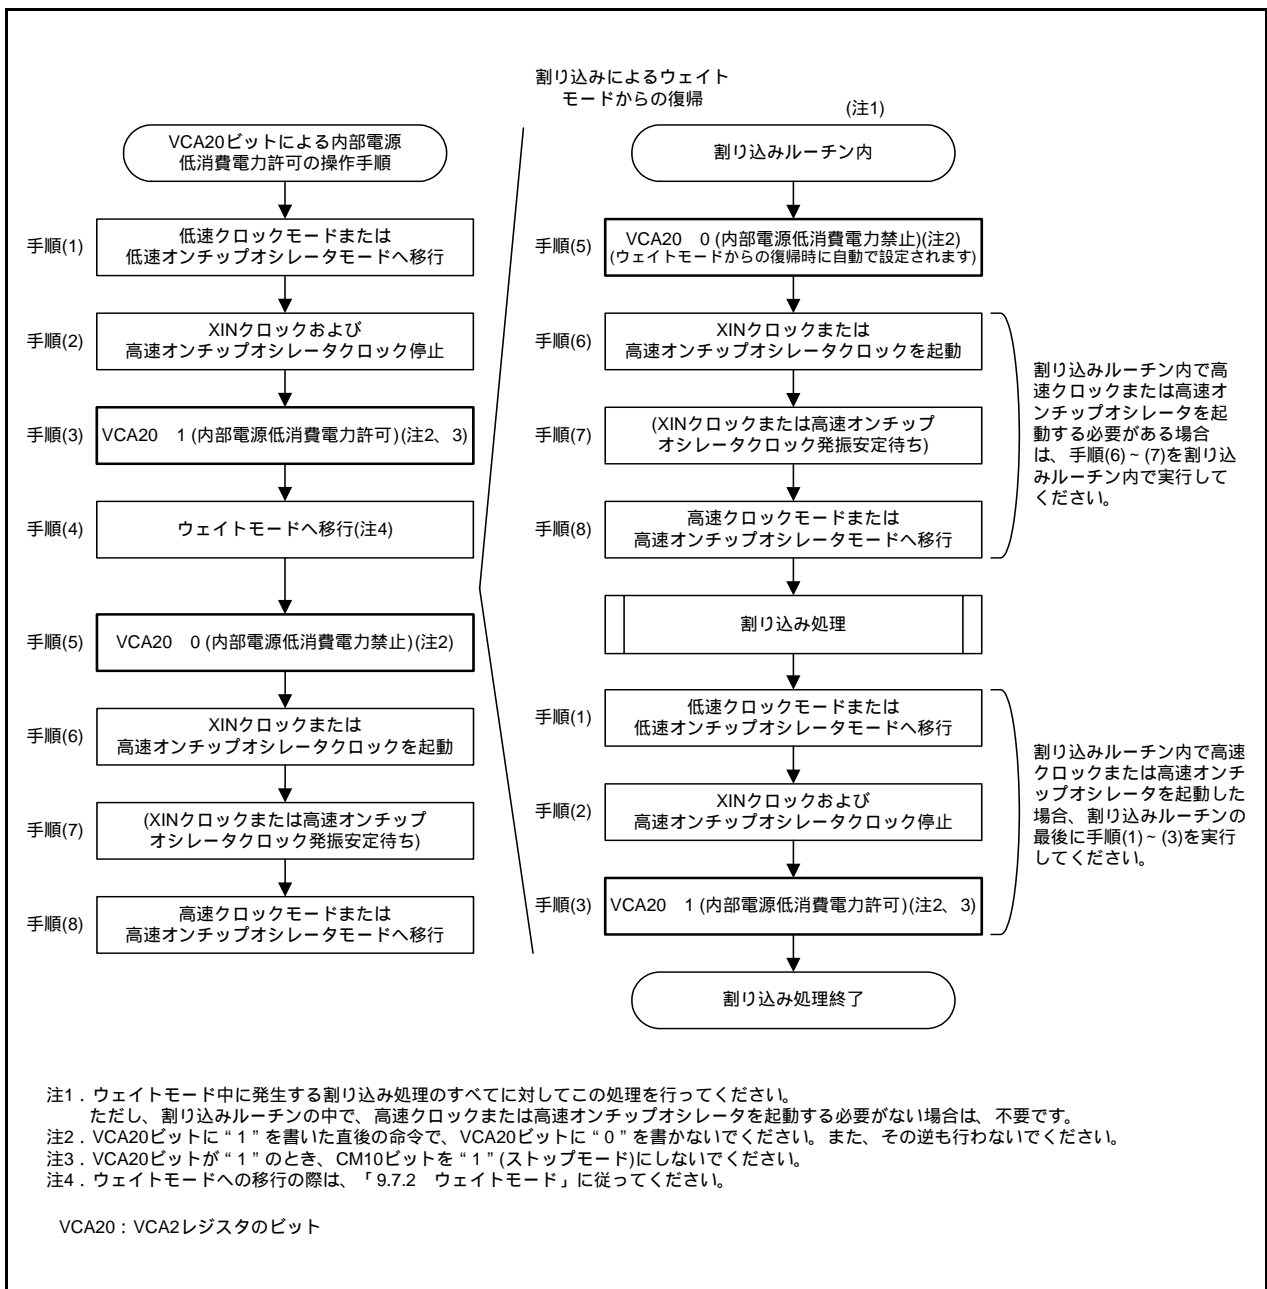 割り込みによるウェイト
モードからの復帰
(注1)
VCA20ビットによる内部電源
低消費電力許可の操作手順
手順(1)
低速クロックモードまたは
低速オンチップオシレータモードへ移行
手順(2)
XINクロックおよび
高速オンチップオシレータクロック停止
手順(3)
VCA20　1 (内部電源低消費電力許可)(注2、3)
手順(4)
ウェイトモードへ移行(注4)
手順(5)
VCA20　0 (内部電源低消費電力禁止)(注2)
手順(6)
XINクロックまたは
高速オンチップオシレータクロックを起動
手順(7)
(XINクロックまたは高速オンチップ
オシレータクロック発振安定待ち)
手順(8)
高速クロックモードまたは
高速オンチップオシレータモードへ移行
割り込みルーチン内
手順(5)
VCA20　0 (内部電源低消費電力禁止)(注2)
(ウェイトモードからの復帰時に自動で設定されます)
手順(6)
XINクロックまたは
高速オンチップオシレータクロックを起動
手順(7)
(XINクロックまたは高速オンチップ
オシレータクロック発振安定待ち)
手順(8)
高速クロックモードまたは
高速オンチップオシレータモードへ移行
割り込みルーチン内で高
速クロックまたは高速オ
ンチップオシレータを起
動する必要がある場合
は、手順(6)~(7)を割り込
みルーチン内で実行して
ください。
割り込み処理
手順(1)
低速クロックモードまたは
低速オンチップオシレータモードへ移行
手順(2)
XINクロックおよび
高速オンチップオシレータクロック停止
手順(3)
VCA20　1 (内部電源低消費電力許可)(注2、3)
割り込みルーチン内で高速
クロックまたは高速オンチ
ップオシレータを起動した
場合、割り込みルーチンの
最後に手順(1)~(3)を実行
してください。
割り込み処理終了
注1．ウェイトモード中に発生する割り込み処理のすべてに対してこの処理を行ってください。
ただし、割り込みルーチンの中で、高速クロックまたは高速オンチップオシレータを起動する必要がない場合は、不要です。
注2．VCA20ビットに“1”を書いた直後の命令で、VCA20ビットに“0”を書かないでください。また、その逆も行わないでください。
注3．VCA20ビットが“1”のとき、CM10ビットを“1”(ストップモード)にしないでください。
注4．ウェイトモードへの移行の際は、「9.7.2　ウェイトモード」に従ってください。
VCA20：VCA2レジスタのビット